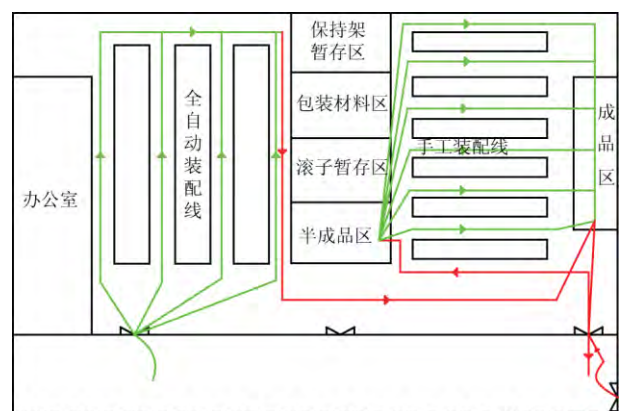 保持架
暂存区
包装材料区
滚子暂存区
半成品区
办公室
全自动装配线
手工装配线
成品区